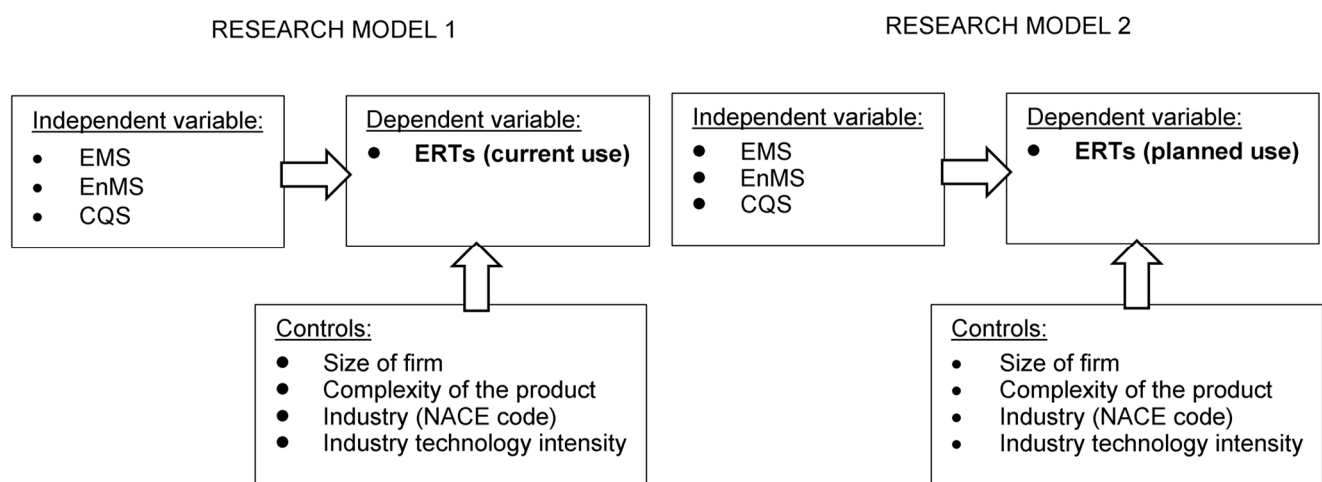 RESEARCH MODEL 1
Independent variable:
EMS
EnMS
CQS
Dependent variable:
ERTs (current use)
Controls:
Size of firm
Complexity of the product
Industry (NACE code)
Industry technology intensity
RESEARCH MODEL 2
Independent variable:
EMS
EnMS
CQS
Dependent variable:
ERTs (planned use)
Controls:
Size of firm
Complexity of the product
Industry (NACE code)
Industry technology intensity